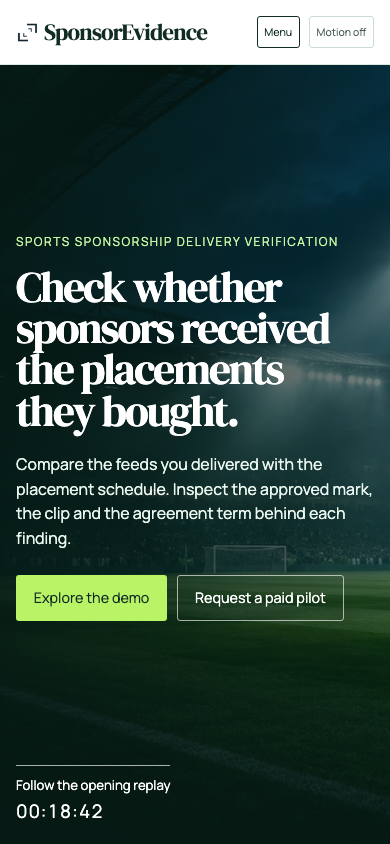 SponsorEvidence
Menu
Motion off
SPORTS SPONSORSHIP DELIVERY VERIFICATION
Check whether
sponsors received
the placements
they bought.
Compare the feeds you delivered with the
placement schedule. Inspect the approved mark,
the clip and the agreement term behind each
finding.
Explore the demo
Request a paid pilot
Follow the opening replay
00:18:42